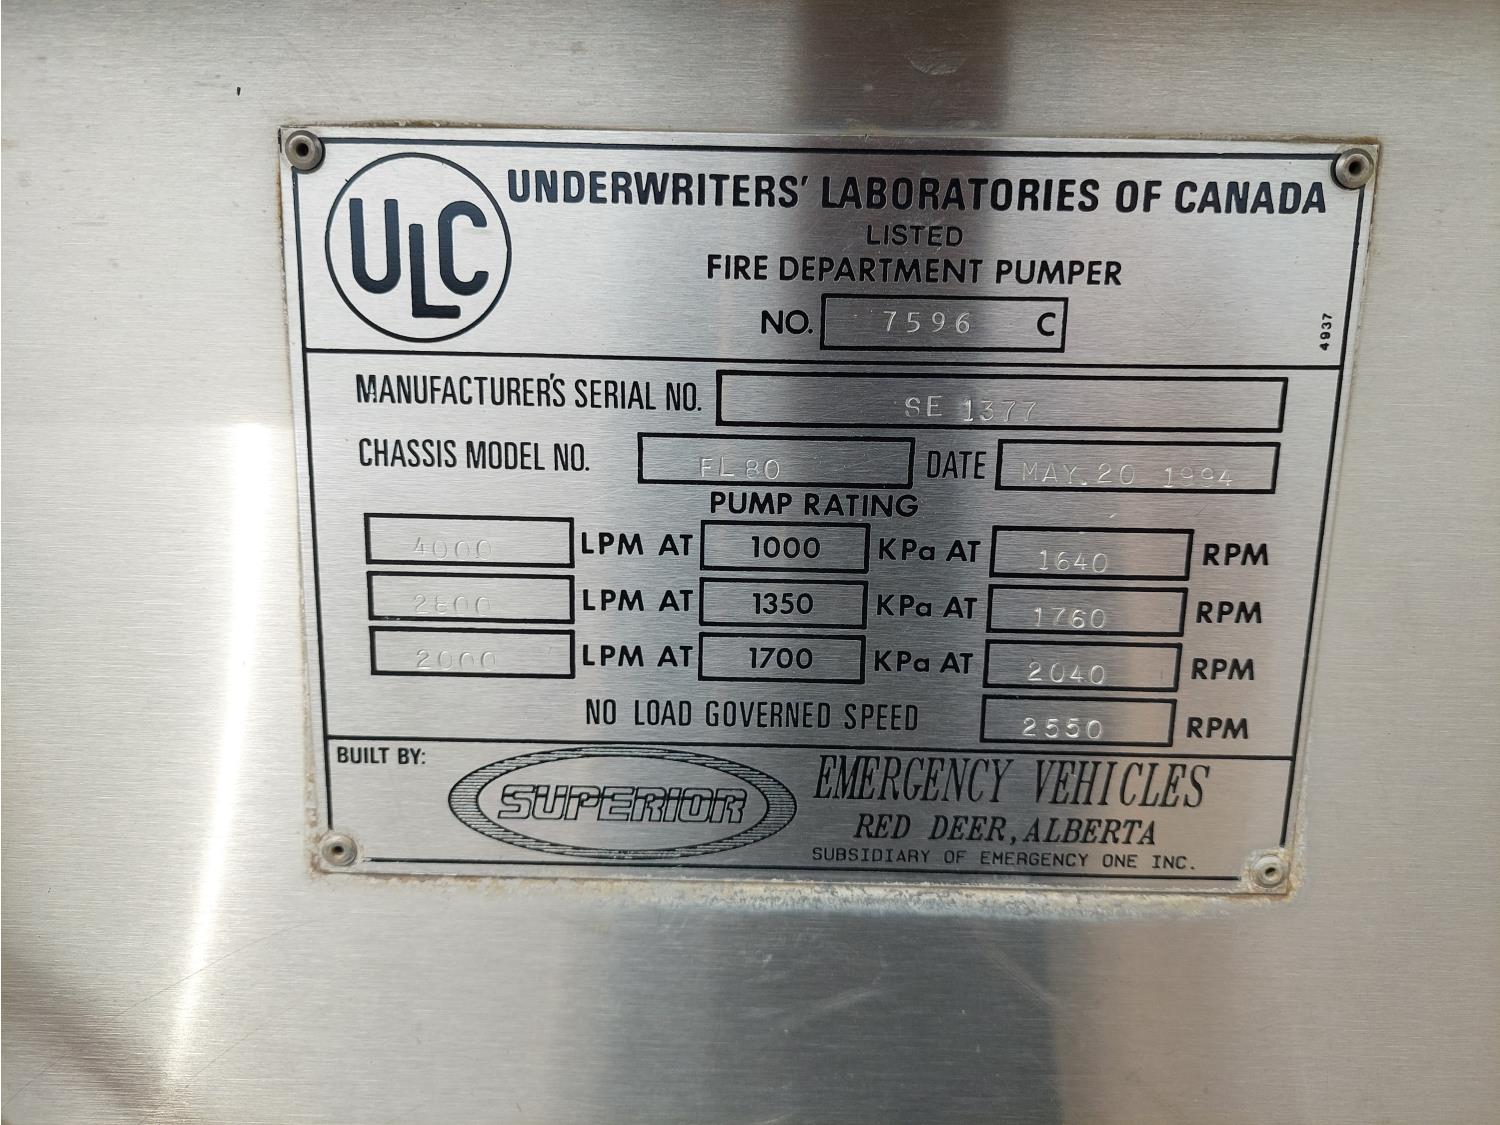 ULC
UNDERWRITERS' LABORATORIES OF CANADA
LISTED
FIRE DEPARTMENT PUMPER
NO. 7596 C
4937
MANUFACTURER'S SERIAL NO. SE 1377
CHASSIS MODEL NO. FL80 DATE MAY.20 1994
PUMP RATING
4000 LPM AT 1000 KPa AT 1640 RPM
2800 LPM AT 1350 KPa AT 1760 RPM
2000 LPM AT 1700 KPa AT 2040 RPM
NO LOAD GOVERNED SPEED 2550 RPM
BUILT BY:
SUPERIOR
EMERGENCY VEHICLES
RED DEER, ALBERTA
SUBSIDIARY OF EMERGENCY ONE INC.